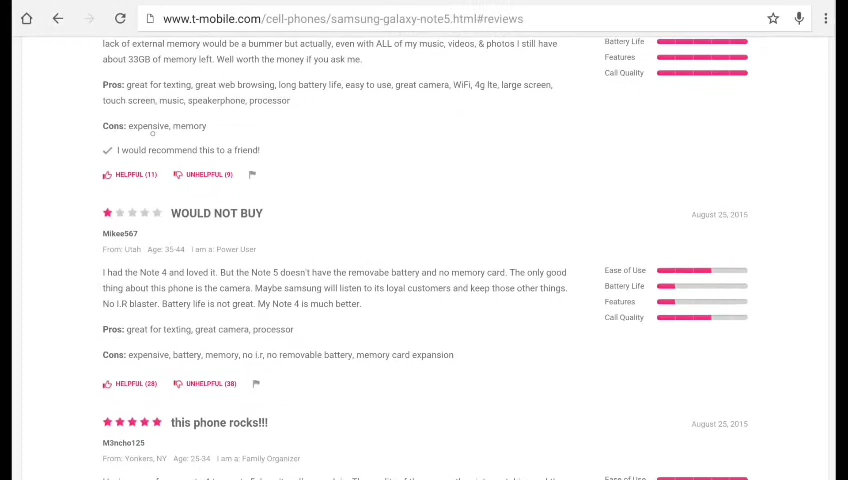 www.t-mobile.com/cell-phones/samsung-galaxy-note5.html#reviews
lack of external memory would be a bummer but actually, even with ALL of my music, videos, & photos I still have
Battery Life
about 33GB of memory left. Well worth the money if you ask me.
Features
Call Quality
Pros: great for texting, great web browsing, long battery life, easy to use, great camera, WiFi, 4g lte, large screen,
touch screen, music, speakerphone, processor
Cons: expensive, memory
I would recommend this to a friend!
HELPFUL (11) UNHELPFUL (9)
WOULD NOT BUY August 25, 2015
Mikee567
From: Utah Age: 35-44 I am a: Power User
I had the Note 4 and loved it. But the Note 5 doesn't have the removabe battery and no memory card. The only good
thing about this phone is the camera. Maybe samsung will listen to its loyal customers and keep those other things.
No I.R blaster. Battery life is not great. My Note 4 is much better.
Ease of Use
Battery Life
Features
Call Quality
Pros: great for texting, great camera, processor
Cons: expensive, battery, memory, no i.r, no removable battery, memory card expansion
HELPFUL (28) UNHELPFUL (38)
this phone rocks!!! August 25, 2015
M3ncho125
From: Yonkers, NY Age: 25-34 I am a: Family Organizer
Ease of Use